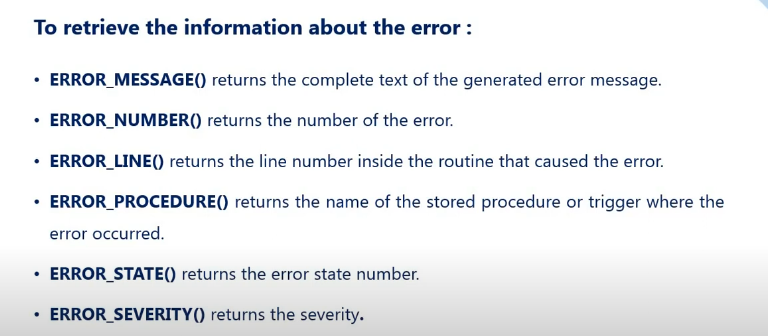 To retrieve the information about the error :
• ERROR_MESSAGE() returns the complete text of the generated error message.
• ERROR_NUMBER() returns the number of the error.
• ERROR_LINE() returns the line number inside the routine that caused the error.
• ERROR_PROCEDURE() returns the name of the stored procedure or trigger where the
error occurred.
• ERROR_STATE() returns the error state number.
• ERROR_SEVERITY() returns the severity.